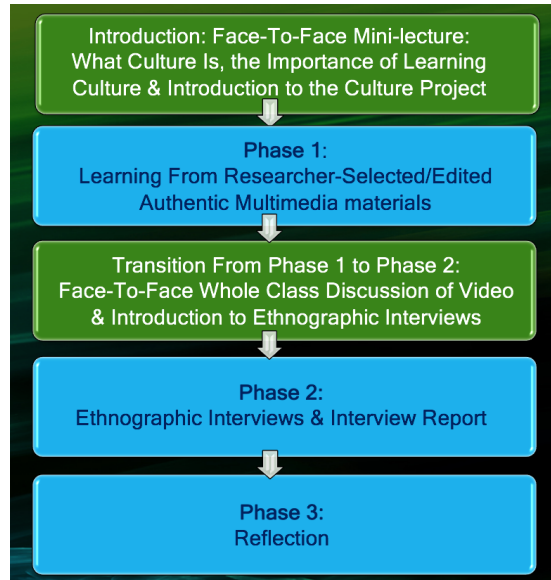 Introduction: Face-To-Face Mini-lecture:
What Culture Is, the Importance of Learning
Culture & Introduction to the Culture Project
Phase 1:
Learning From Researcher-Selected/Edited
Authentic Multimedia materials
Transition From Phase 1 to Phase 2:
Face-To-Face Whole Class Discussion of Video
& Introduction to Ethnographic Interviews
Phase 2:
Ethnographic Interviews & Interview Report
Phase 3:
Reflection